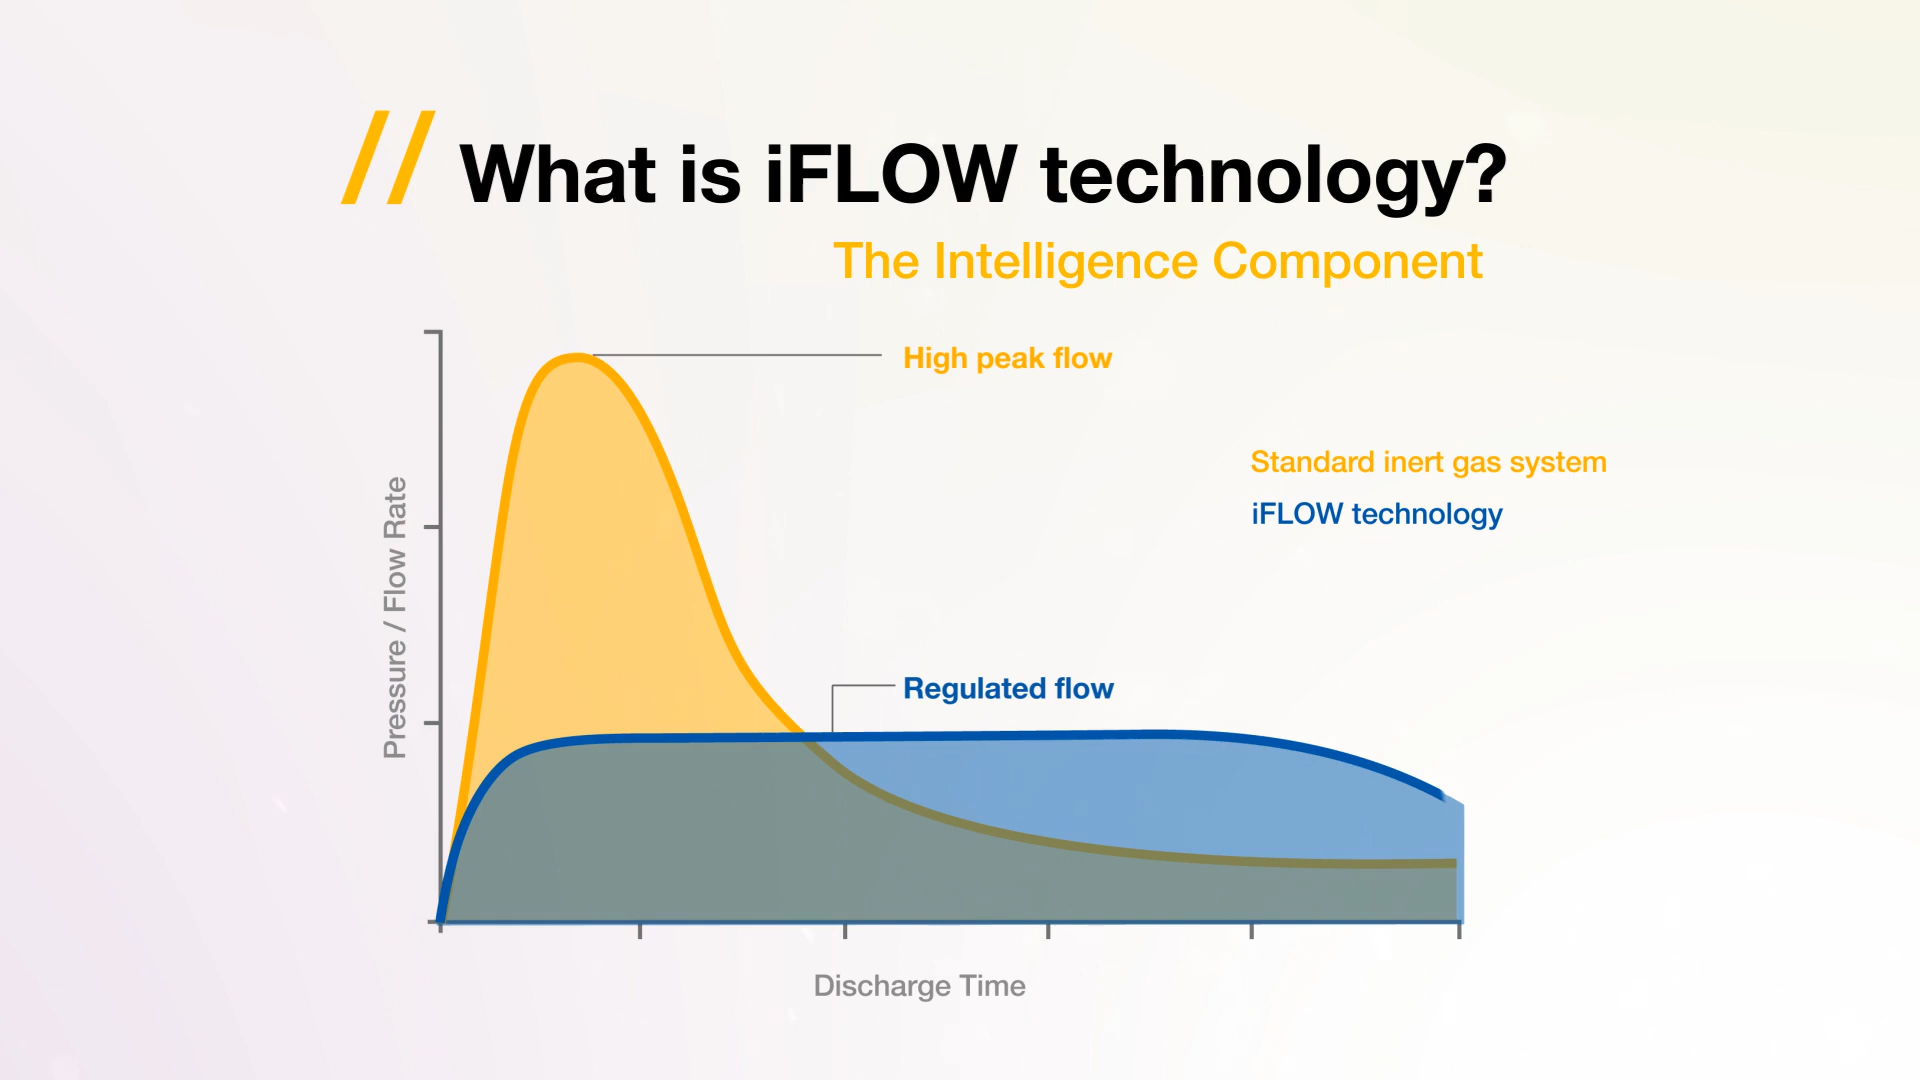 // What is iFLOW technology?
The Intelligence Component
High peak flow
Standard inert gas system
iFLOW technology
Pressure / Flow Rate
Regulated flow
Discharge Time